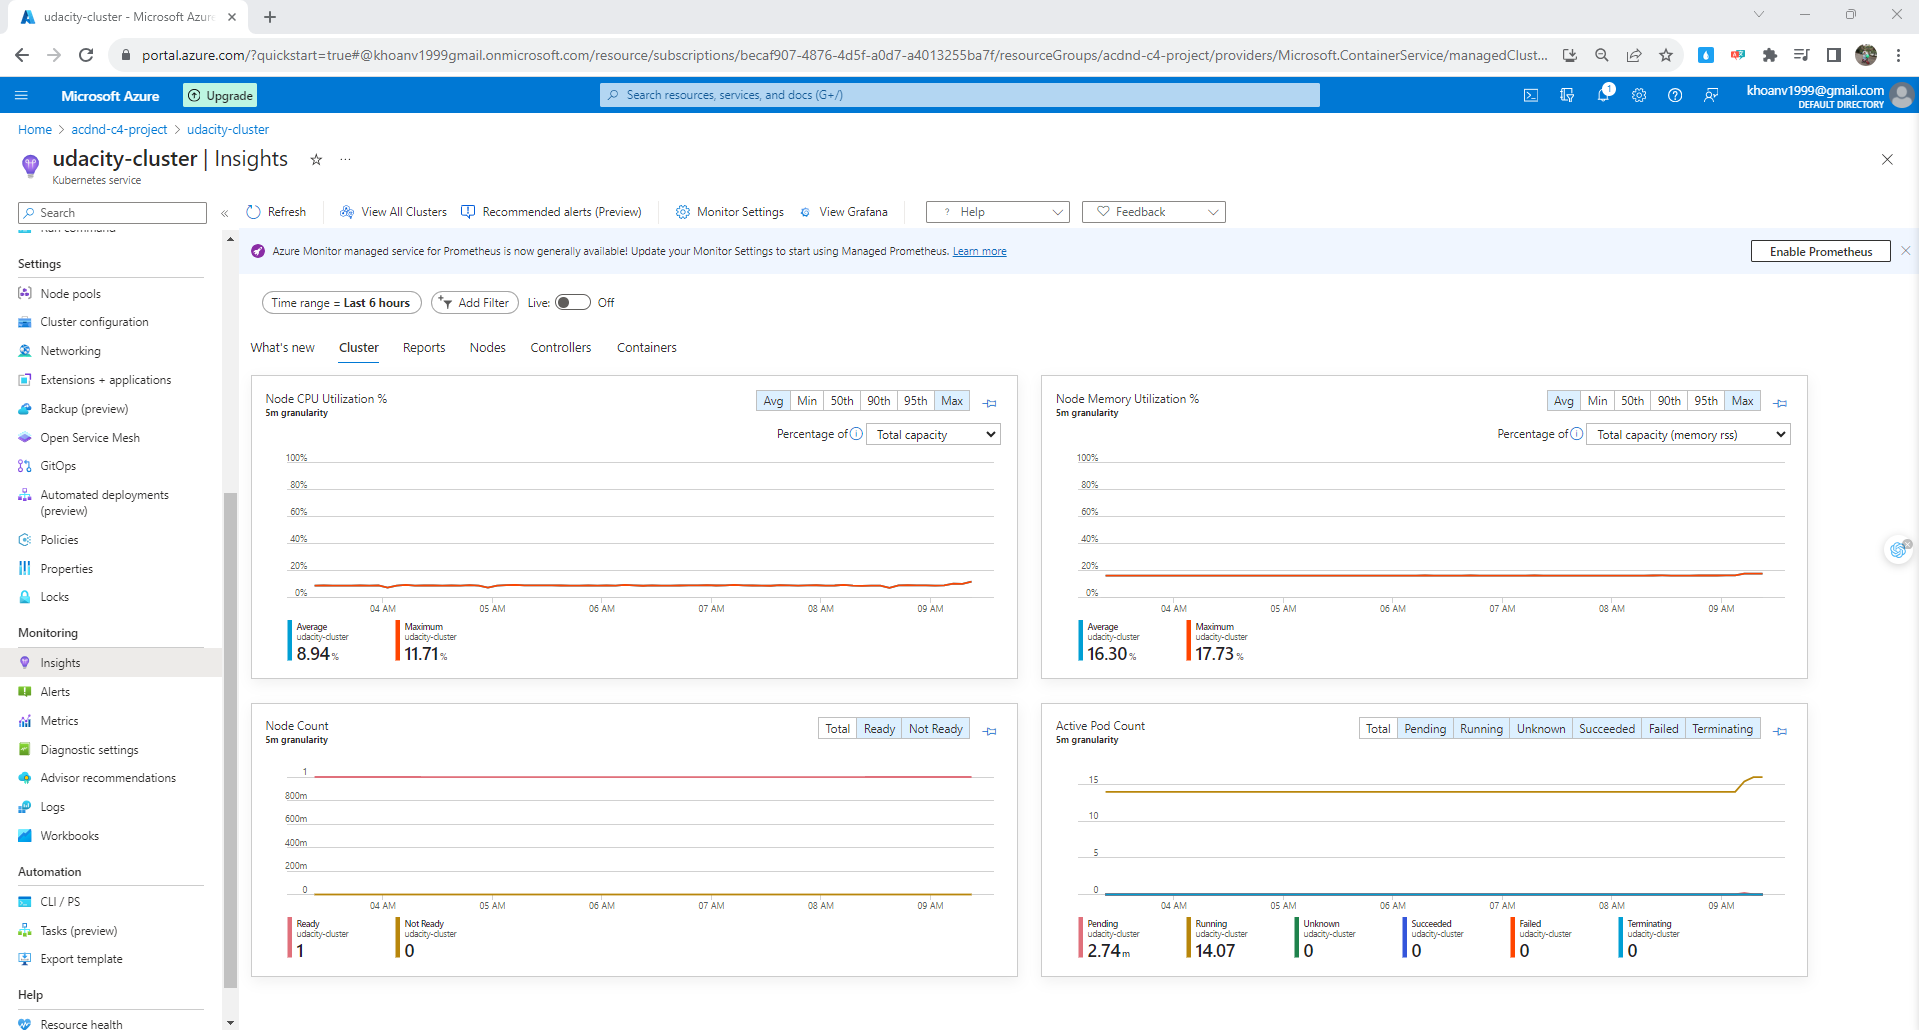 udacity-cluster - Microsoft Azure
portal.azure.com/?quickstart=true#@khoanv1999gmail.onmicrosoft.com/resource/subscriptions/becaf907-4876-4d5f-a0d7-a4013255ba7f/resourceGroups/acdnd-c4-project/providers/Microsoft.ContainerService/managedClust...
Microsoft Azure
Upgrade
Search resources, services, and docs (G+/)
1
khoanv1999@gmail.com
DEFAULT DIRECTORY
Home > acdnd-c4-project > udacity-cluster
udacity-cluster | Insights
Kubernetes service
Search
Refresh
View All Clusters
Recommended alerts (Preview)
Monitor Settings
View Grafana
? Help
Feedback
Azure Monitor managed service for Prometheus is now generally available! Update your Monitor Settings to start using Managed Prometheus. Learn more
Enable Prometheus
Run command
Settings
Node pools
Cluster configuration
Networking
Extensions + applications
Backup (preview)
Open Service Mesh
GitOps
Automated deployments
(preview)
Policies
Properties
Locks
Monitoring
Insights
Alerts
Metrics
Diagnostic settings
Advisor recommendations
Logs
Workbooks
Automation
CLI / PS
Tasks (preview)
Export template
Help
Resource health
Time range = Last 6 hours
Add Filter
Live:
Off
What's new Cluster Reports Nodes Controllers Containers
Node CPU Utilization %
5m granularity
Avg Min 50th 90th 95th Max
Percentage of Total capacity
100%
80%
60%
40%
20%
0%
04 AM 05 AM 06 AM 07 AM 08 AM 09 AM
Average
udacity-cluster
8.94 %
Maximum
udacity-cluster
11.71 %
Node Memory Utilization %
5m granularity
Avg Min 50th 90th 95th Max
Percentage of Total capacity (memory rss)
100%
80%
60%
40%
20%
0%
04 AM 05 AM 06 AM 07 AM 08 AM 09 AM
Average
udacity-cluster
16.30 %
Maximum
udacity-cluster
17.73 %
Node Count
5m granularity
Total Ready Not Ready
1
800m
600m
400m
200m
0
04 AM 05 AM 06 AM 07 AM 08 AM 09 AM
Ready
udacity-cluster
1
Not Ready
udacity-cluster
0
Active Pod Count
5m granularity
Total Pending Running Unknown Succeeded Failed Terminating
15
10
5
0
04 AM 05 AM 06 AM 07 AM 08 AM 09 AM
Pending
udacity-cluster
2.74 m
Running
udacity-cluster
14.07
Unknown
udacity-cluster
0
Succeeded
udacity-cluster
0
Failed
udacity-cluster
0
Terminating
udacity-cluster
0